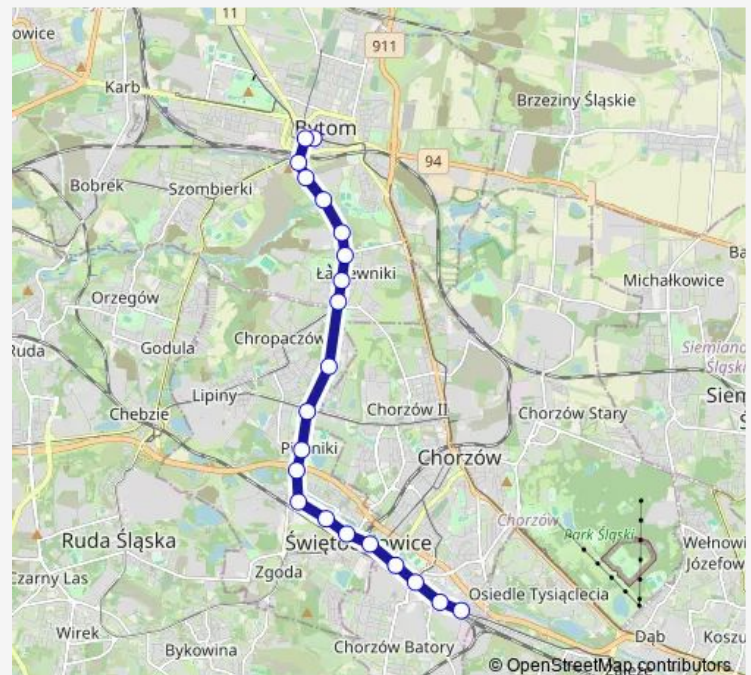 11
owice
911
Karb
Brzeziny Śląskie
Bytom
94
Bobrek
Szombierki
Ba
Michałkowice
Orzegów
Siemiano
Śląski
Ruda
Godula
Chropaczów
Lipiny
Siem
Ś
Chebzie
Chorzów II
Chorzów Stary
Chorzów
Chorzów
Park Śląski
Wełnowi
Józefow
Ruda Śląska
Zgoda
Czarny Las
Osiedle Tysiąclecia
Wirek
Bykowina
Chorzów Batory
Dąb
Koszu
© OpenStreetMap contributors